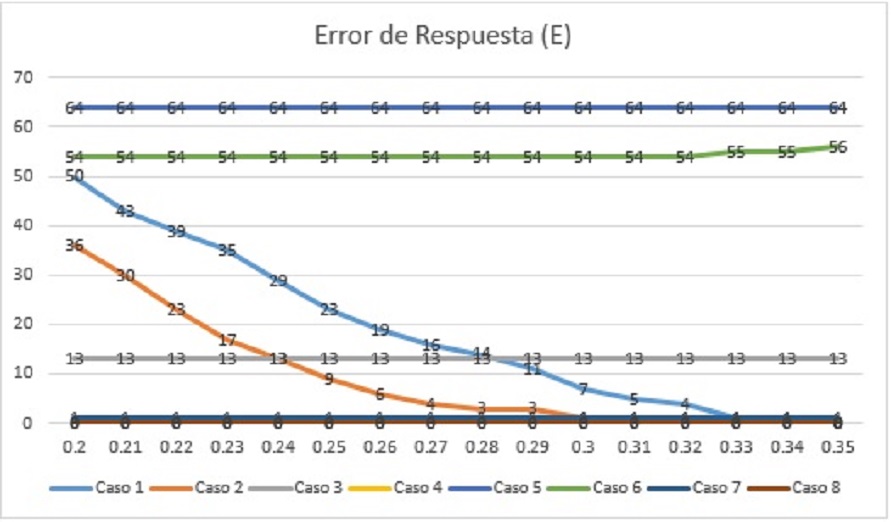 Error de Respuesta (E)
70
64 64 64 64 64 64 64 64 64 64 64 64 64 64 64 64
60
54 54 54 54 54 54 54 54 54 54 54 54 54 55 55 56
50
50 43 39 35 29 23 19 16 14 11 7 5 4
40
36 30 23 17 13 9 6 4 3 3
30
20
13 13 13 13 13 13 13 13 13 13 13 13 13 13 13
10
0
0.2 0.21 0.22 0.23 0.24 0.25 0.26 0.27 0.28 0.29 0.3 0.31 0.32 0.33 0.34 0.35
Caso 1 Caso 2 Caso 3 Caso 4 Caso 5 Caso 6 Caso 7 Caso 8